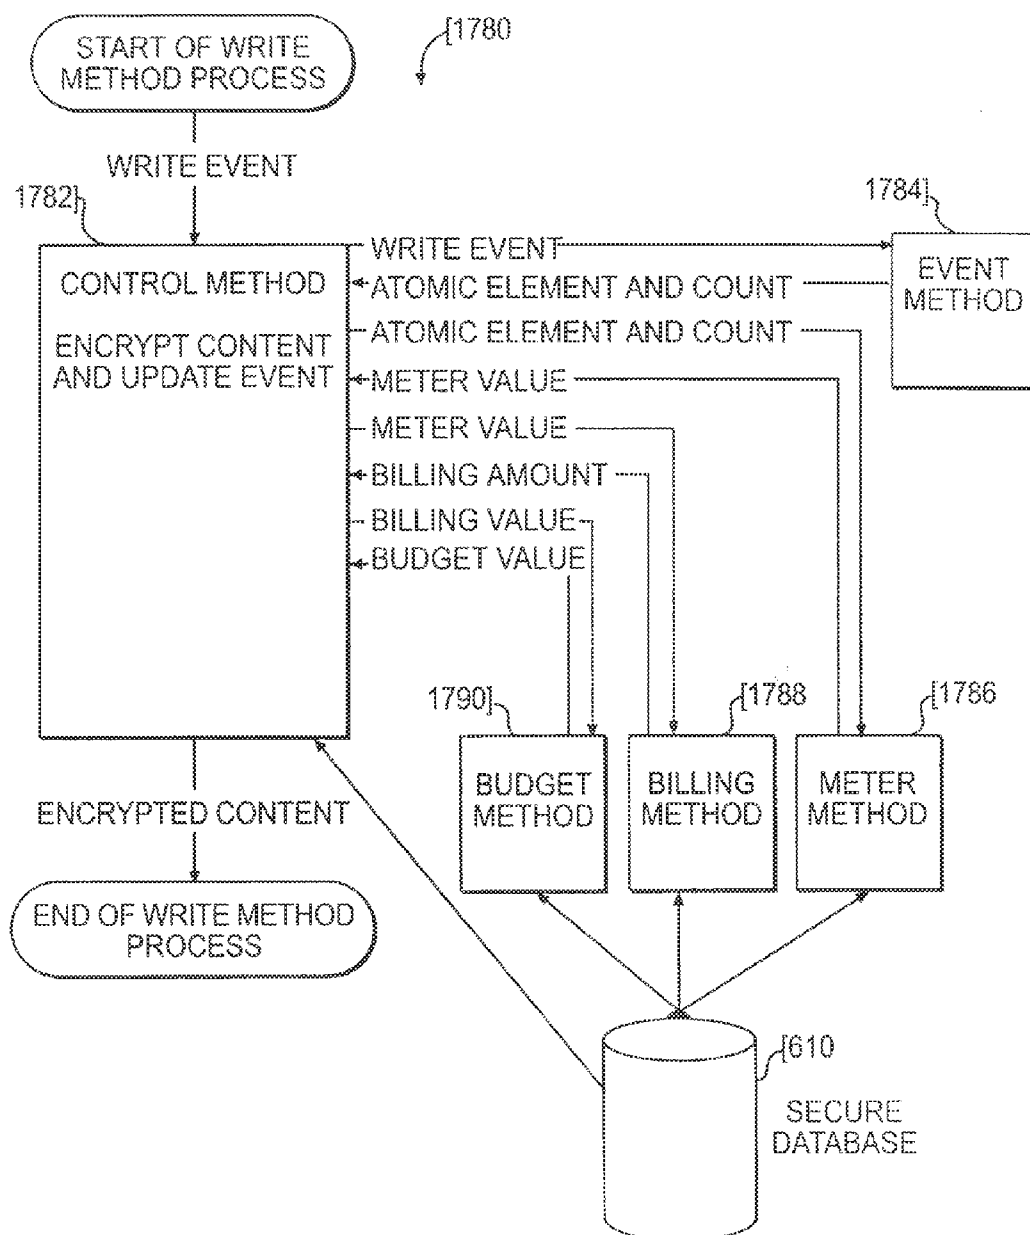 [1780
START OF WRITE
METHOD PROCESS
WRITE EVENT
1782]
1784]
CONTROL METHOD
ENCRYPT CONTENT
AND UPDATE EVENT
WRITE EVENT
ATOMIC ELEMENT AND COUNT
ATOMIC ELEMENT AND COUNT
METER VALUE
METER VALUE
BILLING AMOUNT
BILLING VALUE
BUDGET VALUE
EVENT
METHOD
1790]
[1788
[1786
BUDGET
METHOD
BILLING
METHOD
METER
METHOD
ENCRYPTED CONTENT
END OF WRITE METHOD
PROCESS
[610
SECURE
DATABASE